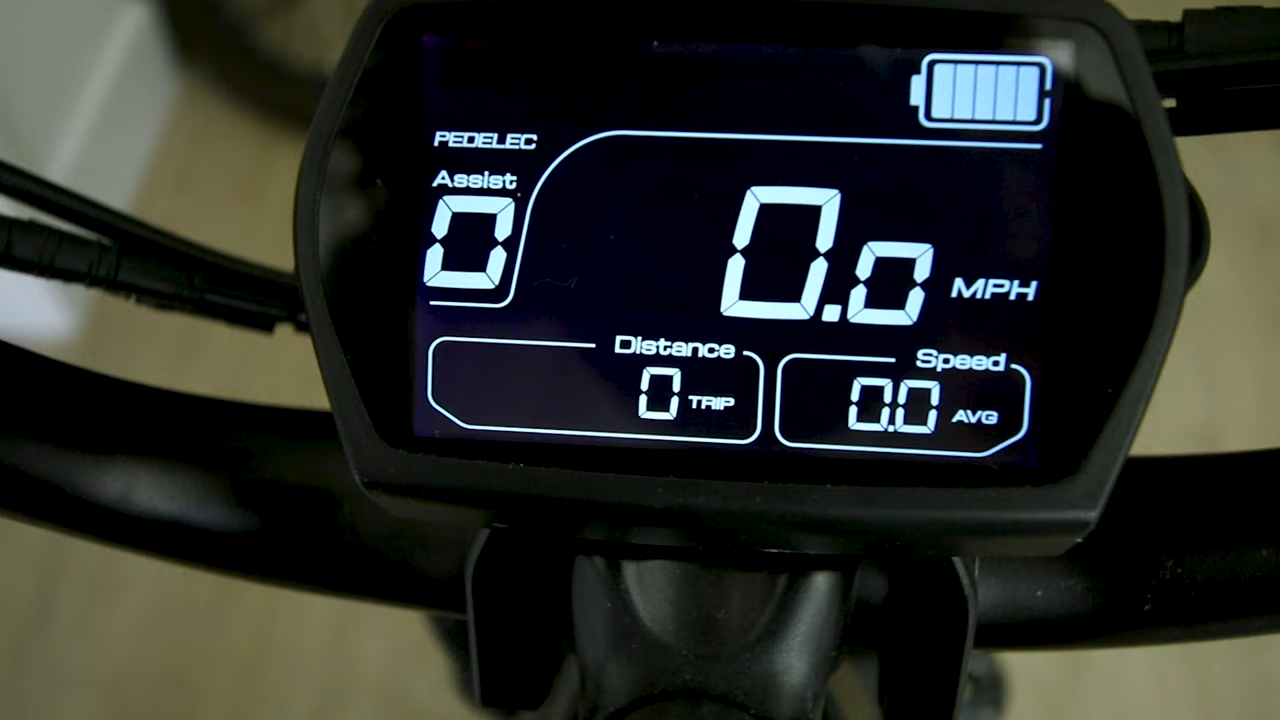 PEDELEC
Assist
0
0.0 MPH
Distance
0 TRIP
Speed
0.0 AVG